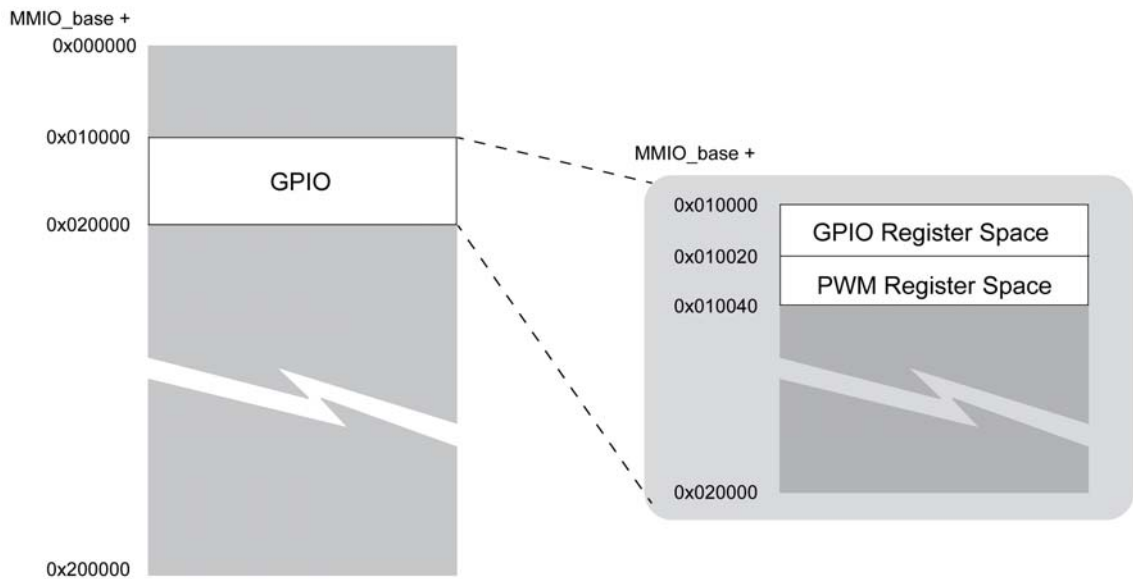 MMIO_base +
0x000000
0x010000
GPIO
0x020000
0x200000
MMIO_base +
0x010000
GPIO Register Space
0x010020
PWM Register Space
0x010040
0x020000